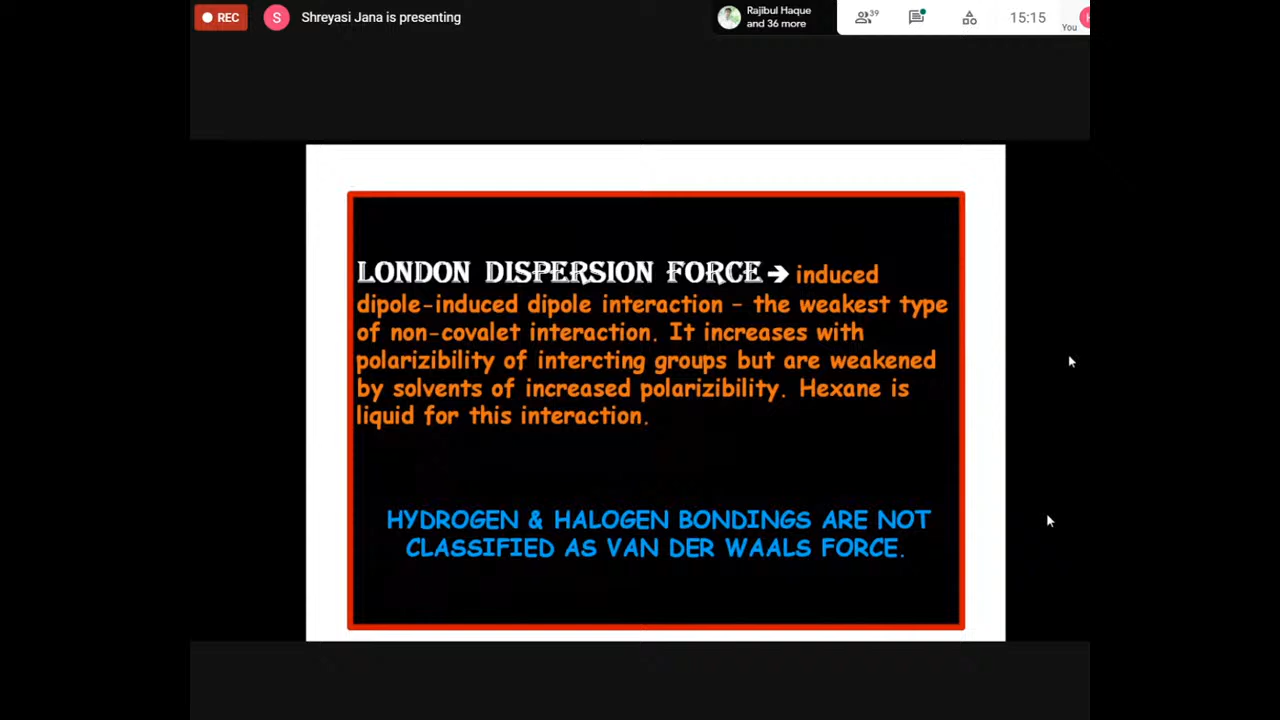 REC
S
Shreyasi Jana is presenting
Rajibul Haque
and 36 more
39
15:15
You
LONDON DISPERSION FORCE➔ induced
dipole-induced dipole interaction – the weakest type
of non-covalet interaction. It increases with
polarizibility of intercting groups but are weakened
by solvents of increased polarizibility. Hexane is
liquid for this interaction.
HYDROGEN & HALOGEN BONDINGS ARE NOT
CLASSIFIED AS VAN DER WAALS FORCE.